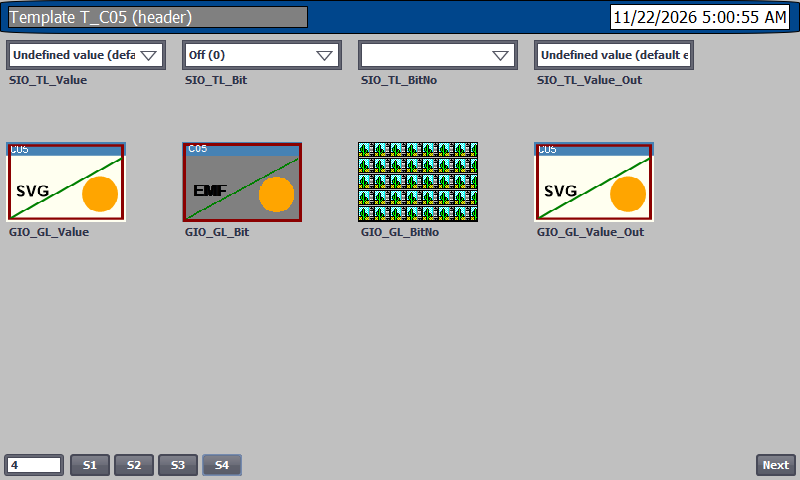 Template T_C05 (header)
11/22/2026 5:00:55 AM
Undefined value (defa
Off (0)
Undefined value (default e
SIO_TL_Value
SIO_TL_Bit
SIO_TL_BitNo
SIO_TL_Value_Out
C05
C05
C05
SVG
EMF
SVG
GIO_GL_Value
GIO_GL_Bit
GIO_GL_BitNo
GIO_GL_Value_Out
4
S1
S2
S3
S4
Next